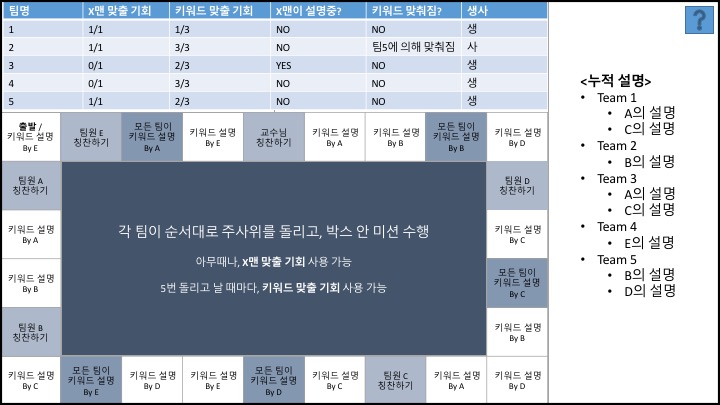 팀명 X맨 맞출 기회 키워드 맞출 기회 X맨이 설명중? 키워드 맞춰짐? 생사
1 1/1 1/3 NO NO 생
2 1/1 3/3 NO 팀5에 의해 맞춰짐 사
3 0/1 2/3 YES NO 생
4 0/1 3/3 NO NO 생
5 1/1 2/3 NO NO 생
출발 /
키워드 설명
By E
팀원 E
칭찬하기
모든 팀이
키워드 설명
By A
키워드 설명
By E
교수님
칭찬하기
키워드 설명
By A
키워드 설명
By B
모든 팀이
키워드 설명
By B
키워드 설명
By D
팀원 A
칭찬하기
팀원 D
칭찬하기
키워드 설명
By A
키워드 설명
By C
키워드 설명
By B
모든 팀이
키워드 설명
By C
팀원 B
칭찬하기
키워드 설명
By B
각 팀이 순서대로 주사위를 돌리고, 박스 안 미션 수행
아무때나, X맨 맞출 기회 사용 가능
5번 돌리고 날 때마다, 키워드 맞출 기회 사용 가능
키워드 설명
By C
모든 팀이
키워드 설명
By E
키워드 설명
By D
키워드 설명
By E
모든 팀이
키워드 설명
By D
키워드 설명
By C
팀원 C
칭찬하기
키워드 설명
By A
키워드 설명
By D
?
<누적 설명>
• Team 1
• A의 설명
• C의 설명
• Team 2
• B의 설명
• Team 3
• A의 설명
• C의 설명
• Team 4
• E의 설명
• Team 5
• B의 설명
• D의 설명